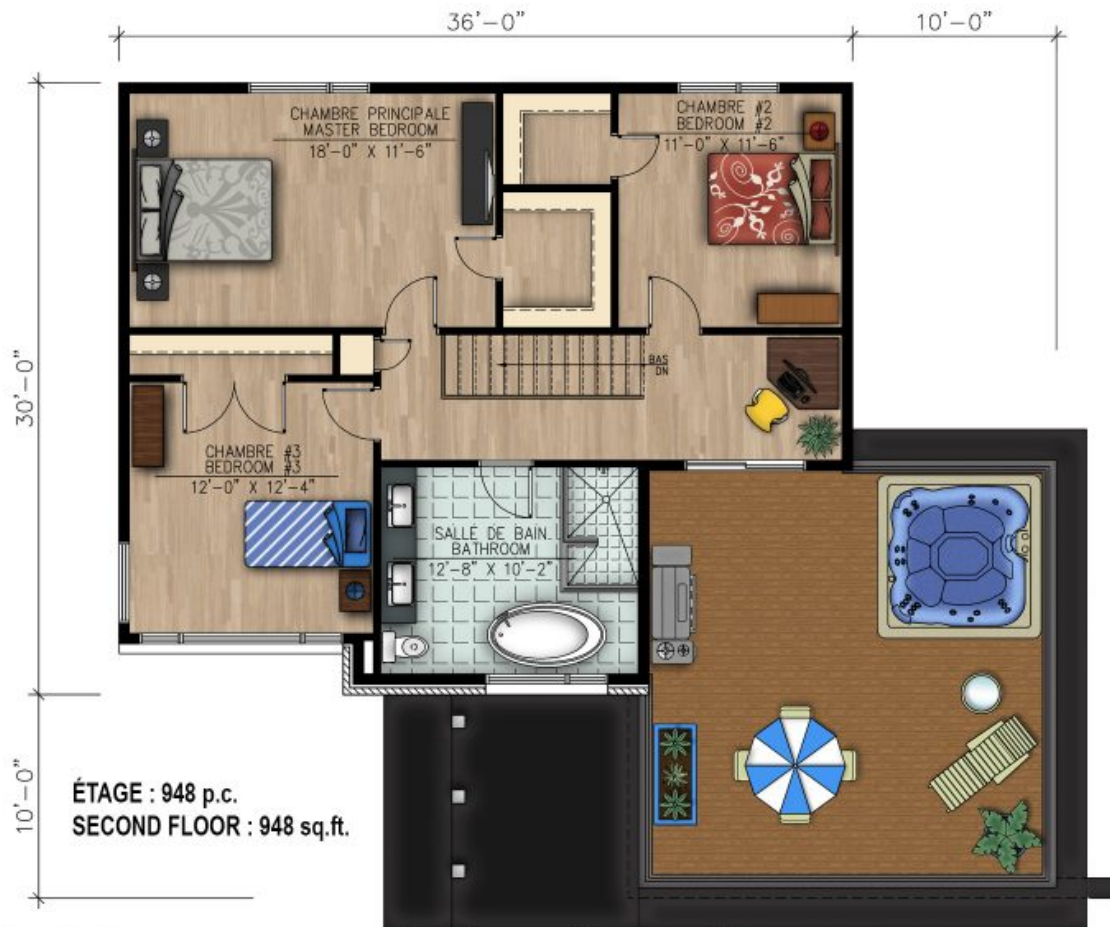 36'-0"
10'-0"
CHAMBRE PRINCIPALE
MASTER BEDROOM
18'-0" X 11'-6"
CHAMBRE #2
BEDROOM #2
11'-0" X 11'-6"
30'-0"
BAS
DN
CHAMBRE #3
BEDROOM #3
12'-0" X 12'-4"
SALLE DE BAIN
BATHROOM
12'-8" X 10'-2"
10'-0"
ÉTAGE : 948 p.c.
SECOND FLOOR : 948 sq.ft.